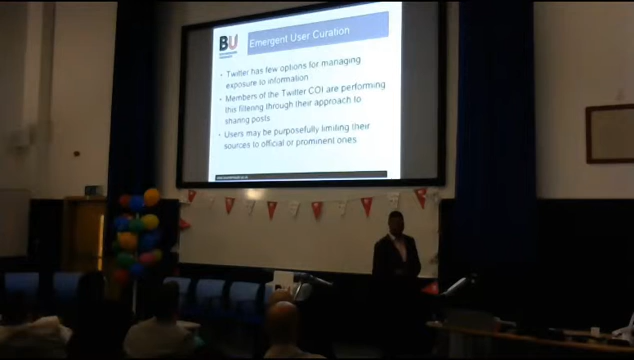 BU
Emergent User Curation
• Twitter has few options for managing
exposure to information
• Members of the Twitter COI are performing
this filtering through their approach to
sharing posts
• Users may be purposefully limiting their
sources to official or prominent ones